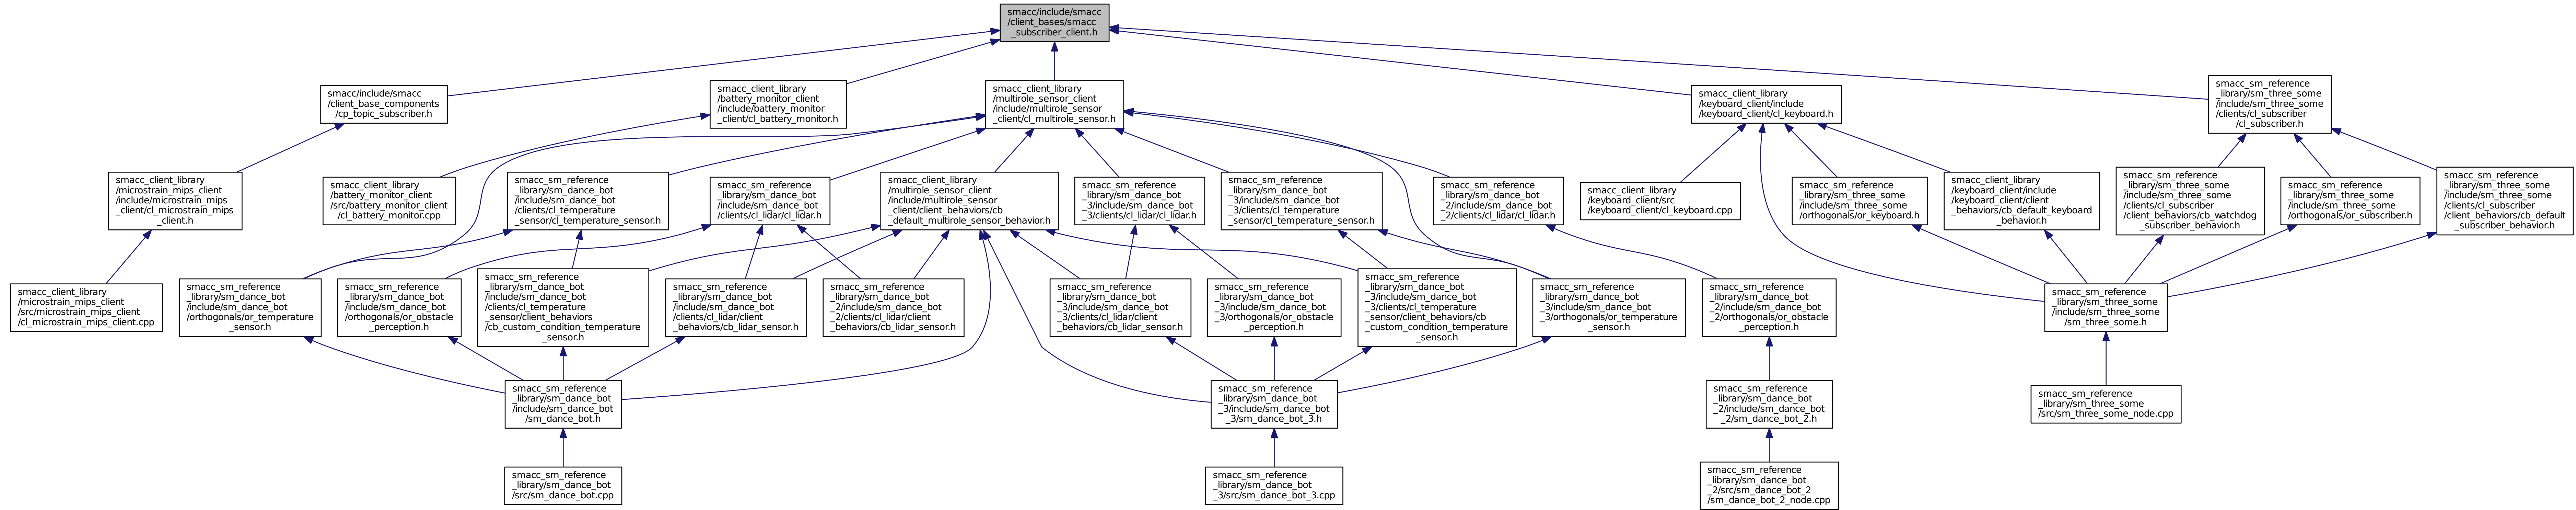 smacc/include/smacc
/client_bases/smacc
_subscriber_client.h
smacc/include/smacc
/client_base_components
/cp_topic_subscriber.h
smacc_client_library
/battery_monitor_client
/include/battery_monitor
_client/cl_battery_monitor.h
smacc_client_library
/multirole_sensor_client
/include/multirole_sensor
_client/cl_multirole_sensor.h
smacc_client_library
/keyboard_client/include
/keyboard_client/cl_keyboard.h
smacc_sm_reference
_library/sm_three_some
/include/sm_three_some
/clients/cl_subscriber
/cl_subscriber.h
smacc_client_library
/microstrain_mips_client
/include/microstrain_mips
_client/cl_microstrain_mips
_client.h
smacc_client_library
/battery_monitor_client
/src/battery_monitor_client
/cl_battery_monitor.cpp
smacc_sm_reference
_library/sm_dance_bot
/include/sm_dance_bot
/clients/cl_temperature
_sensor/cl_temperature_sensor.h
smacc_sm_reference
_library/sm_dance_bot
/include/sm_dance_bot
/clients/cl_lidar/cl_lidar.h
smacc_client_library
/multirole_sensor_client
/include/multirole_sensor
_client/client_behaviors/cb
_default_multirole_sensor_behavior.h
smacc_sm_reference
_library/sm_dance_bot
_3/include/sm_dance_bot
_3/clients/cl_lidar/cl_lidar.h
smacc_sm_reference
_library/sm_dance_bot
_3/include/sm_dance_bot
_3/clients/cl_temperature
_sensor/cl_temperature_sensor.h
smacc_sm_reference
_library/sm_dance_bot
_2/include/sm_dance_bot
_2/clients/cl_lidar/cl_lidar.h
smacc_client_library
/keyboard_client/src
/keyboard_client/cl_keyboard.cpp
smacc_sm_reference
_library/sm_three_some
/include/sm_three_some
/orthogonals/or_keyboard.h
smacc_client_library
/keyboard_client/include
/keyboard_client/client
_behaviors/cb_default_keyboard
_behavior.h
smacc_sm_reference
_library/sm_three_some
/include/sm_three_some
/clients/cl_subscriber
/client_behaviors/cb_watchdog
_subscriber_behavior.h
smacc_sm_reference
_library/sm_three_some
/include/sm_three_some
/orthogonals/or_subscriber.h
smacc_sm_reference
_library/sm_three_some
/include/sm_three_some
/clients/cl_subscriber
/client_behaviors/cb_default
_subscriber_behavior.h
smacc_client_library
/microstrain_mips_client
/src/microstrain_mips_client
/cl_microstrain_mips_client.cpp
smacc_sm_reference
_library/sm_dance_bot
/include/sm_dance_bot
/orthogonals/or_temperature
_sensor.h
smacc_sm_reference
_library/sm_dance_bot
/include/sm_dance_bot
/orthogonals/or_obstacle
_perception.h
smacc_sm_reference
_library/sm_dance_bot
/include/sm_dance_bot
/clients/cl_temperature
_sensor/client_behaviors
/cb_custom_condition_temperature
_sensor.h
smacc_sm_reference
_library/sm_dance_bot
/include/sm_dance_bot
/clients/cl_lidar/client
_behaviors/cb_lidar_sensor.h
smacc_sm_reference
_library/sm_dance_bot
_2/include/sm_dance_bot
_2/clients/cl_lidar/client
_behaviors/cb_lidar_sensor.h
smacc_sm_reference
_library/sm_dance_bot
_3/include/sm_dance_bot
_3/clients/cl_lidar/client
_behaviors/cb_lidar_sensor.h
smacc_sm_reference
_library/sm_dance_bot
_3/include/sm_dance_bot
_3/orthogonals/or_obstacle
_perception.h
smacc_sm_reference
_library/sm_dance_bot
_3/include/sm_dance_bot
_3/clients/cl_temperature
_sensor/client_behaviors/cb
_custom_condition_temperature
_sensor.h
smacc_sm_reference
_library/sm_dance_bot
_3/include/sm_dance_bot
_3/orthogonals/or_temperature
_sensor.h
smacc_sm_reference
_library/sm_dance_bot
_2/include/sm_dance_bot
_2/orthogonals/or_obstacle
_perception.h
smacc_sm_reference
_library/sm_three_some
/include/sm_three_some
/sm_three_some.h
smacc_sm_reference
_library/sm_dance_bot
/include/sm_dance_bot
/sm_dance_bot.h
smacc_sm_reference
_library/sm_dance_bot
_3/include/sm_dance_bot
_3/sm_dance_bot_3.h
smacc_sm_reference
_library/sm_dance_bot
_2/include/sm_dance_bot
_2/sm_dance_bot_2.h
smacc_sm_reference
_library/sm_three_some
/src/sm_three_some_node.cpp
smacc_sm_reference
_library/sm_dance_bot
/src/sm_dance_bot.cpp
smacc_sm_reference
_library/sm_dance_bot
_3/src/sm_dance_bot_3.cpp
smacc_sm_reference
_library/sm_dance_bot
_2/src/sm_dance_bot_2
/sm_dance_bot_2_node.cpp